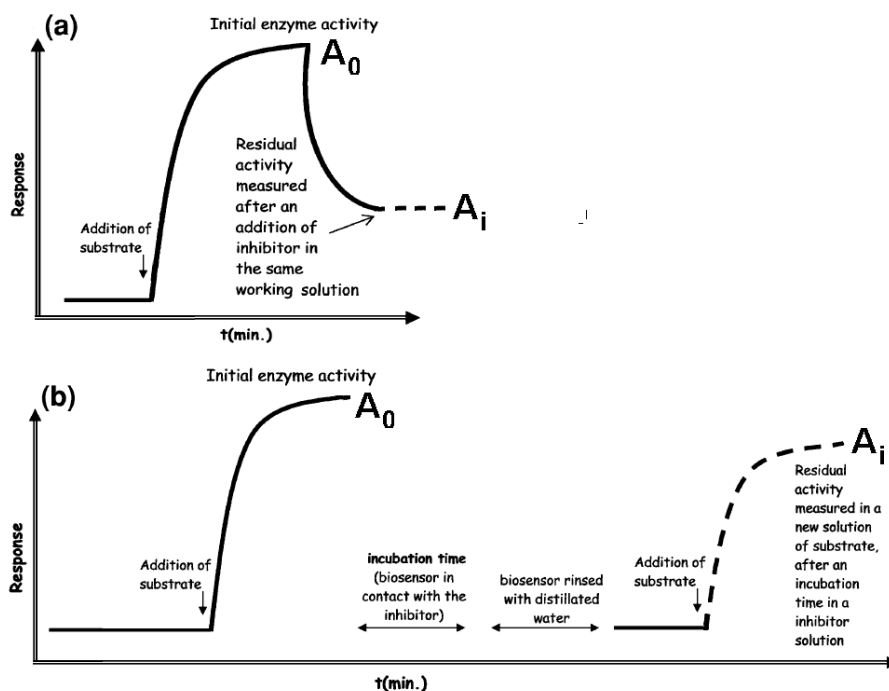 (a)
Initial enzyme activity
A0
Response
Addition of
substrate
Residual
activity
measured
after an
addition of
inhibitor in
the same
working solution
Ai
t(min.)
(b)
Initial enzyme activity
A0
Response
Addition of
substrate
incubation time
(biosensor in
contact with the
inhibitor)
biosensor rinsed
with distillated
water
Addition of
substrate
Ai
Residual
activity
measured in a
new solution
of substrate,
after an
incubation
time in a
inhibitor
solution
t(min.)